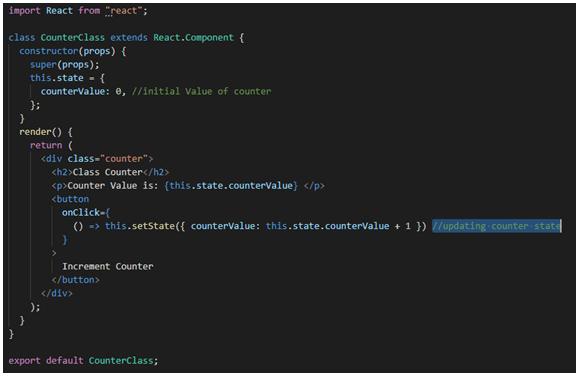 import React from "react";
class CounterClass extends React.Component {
constructor(props) {
super(props);
this.state = {
counterValue: 0, //initial Value of counter
};
}
render() {
return (
<div class="counter">
<h2>Class Counter</h2>
<p>Counter Value is: {this.state.counterValue} </p>
<button
onClick={
() => this.setState({ counterValue: this.state.counterValue + 1 }) //updating counter state
}
>
Increment Counter
</button>
</div>
);
}
}
export default CounterClass;